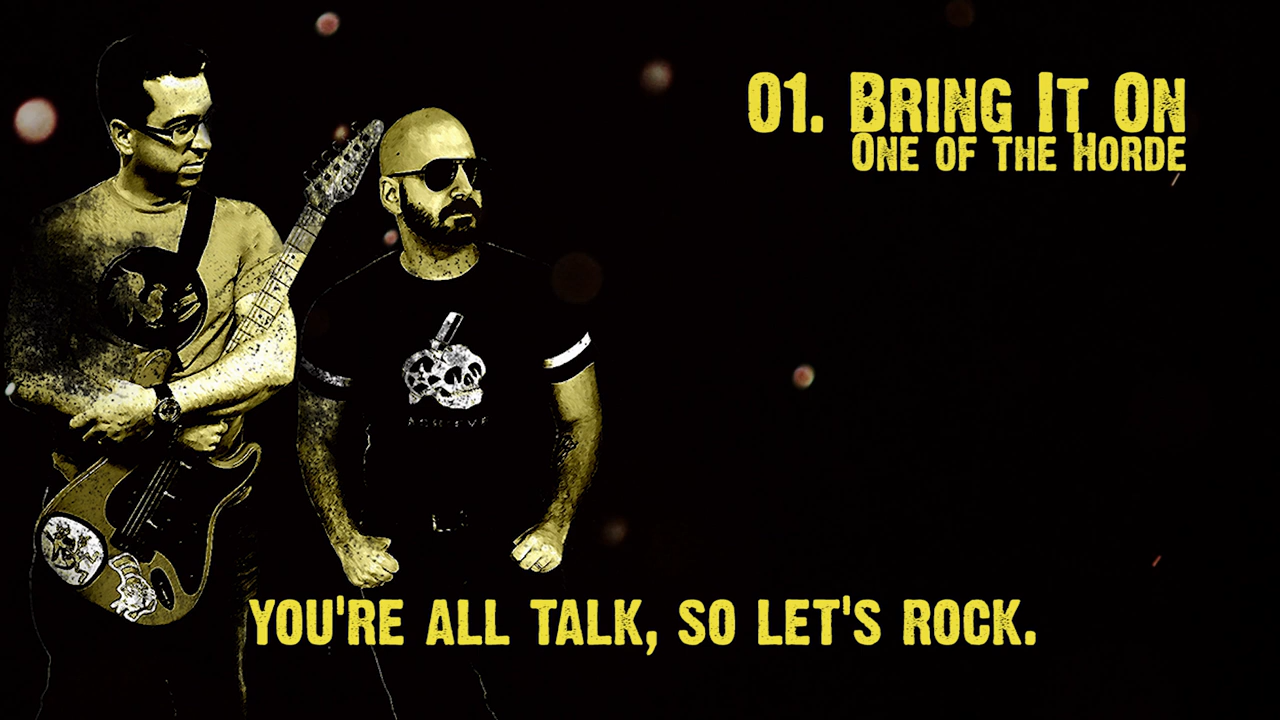 01. Bring It On
One of the Horde
YOU'RE ALL TALK, SO LET'S ROCK.